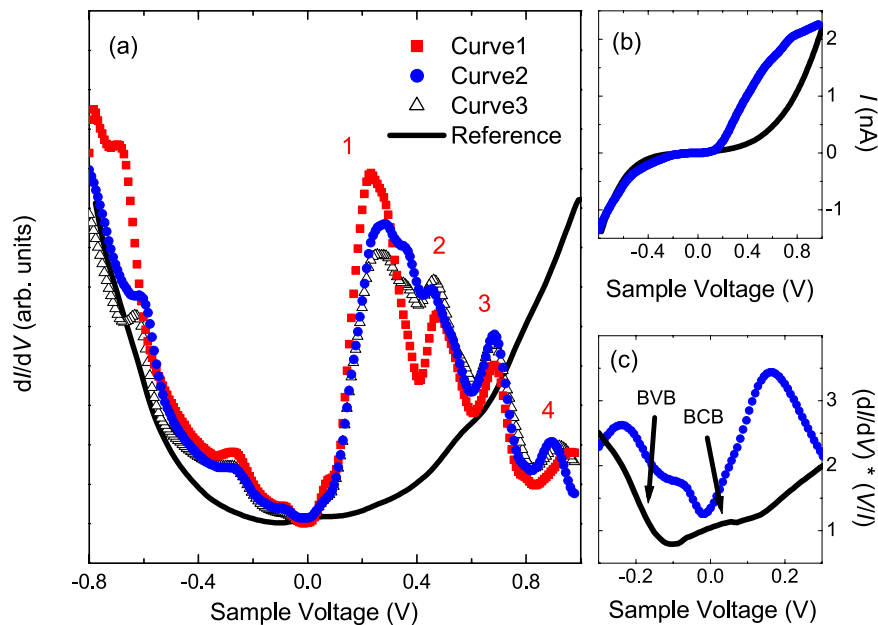 (a)
Curve1
Curve2
Curve3
Reference
1
2
3
4
dI/dV (arb. units)
-0.8
-0.4
0.0
0.4
0.8
Sample Voltage (V)
(b)
2
1
0
-1
I (nA)
-0.4
0.0
0.4
0.8
Sample Voltage (V)
(c)
BVB
BCB
3
2
1
(dI/dV) * (V/I)
-0.2
0.0
0.2
Sample Voltage (V)